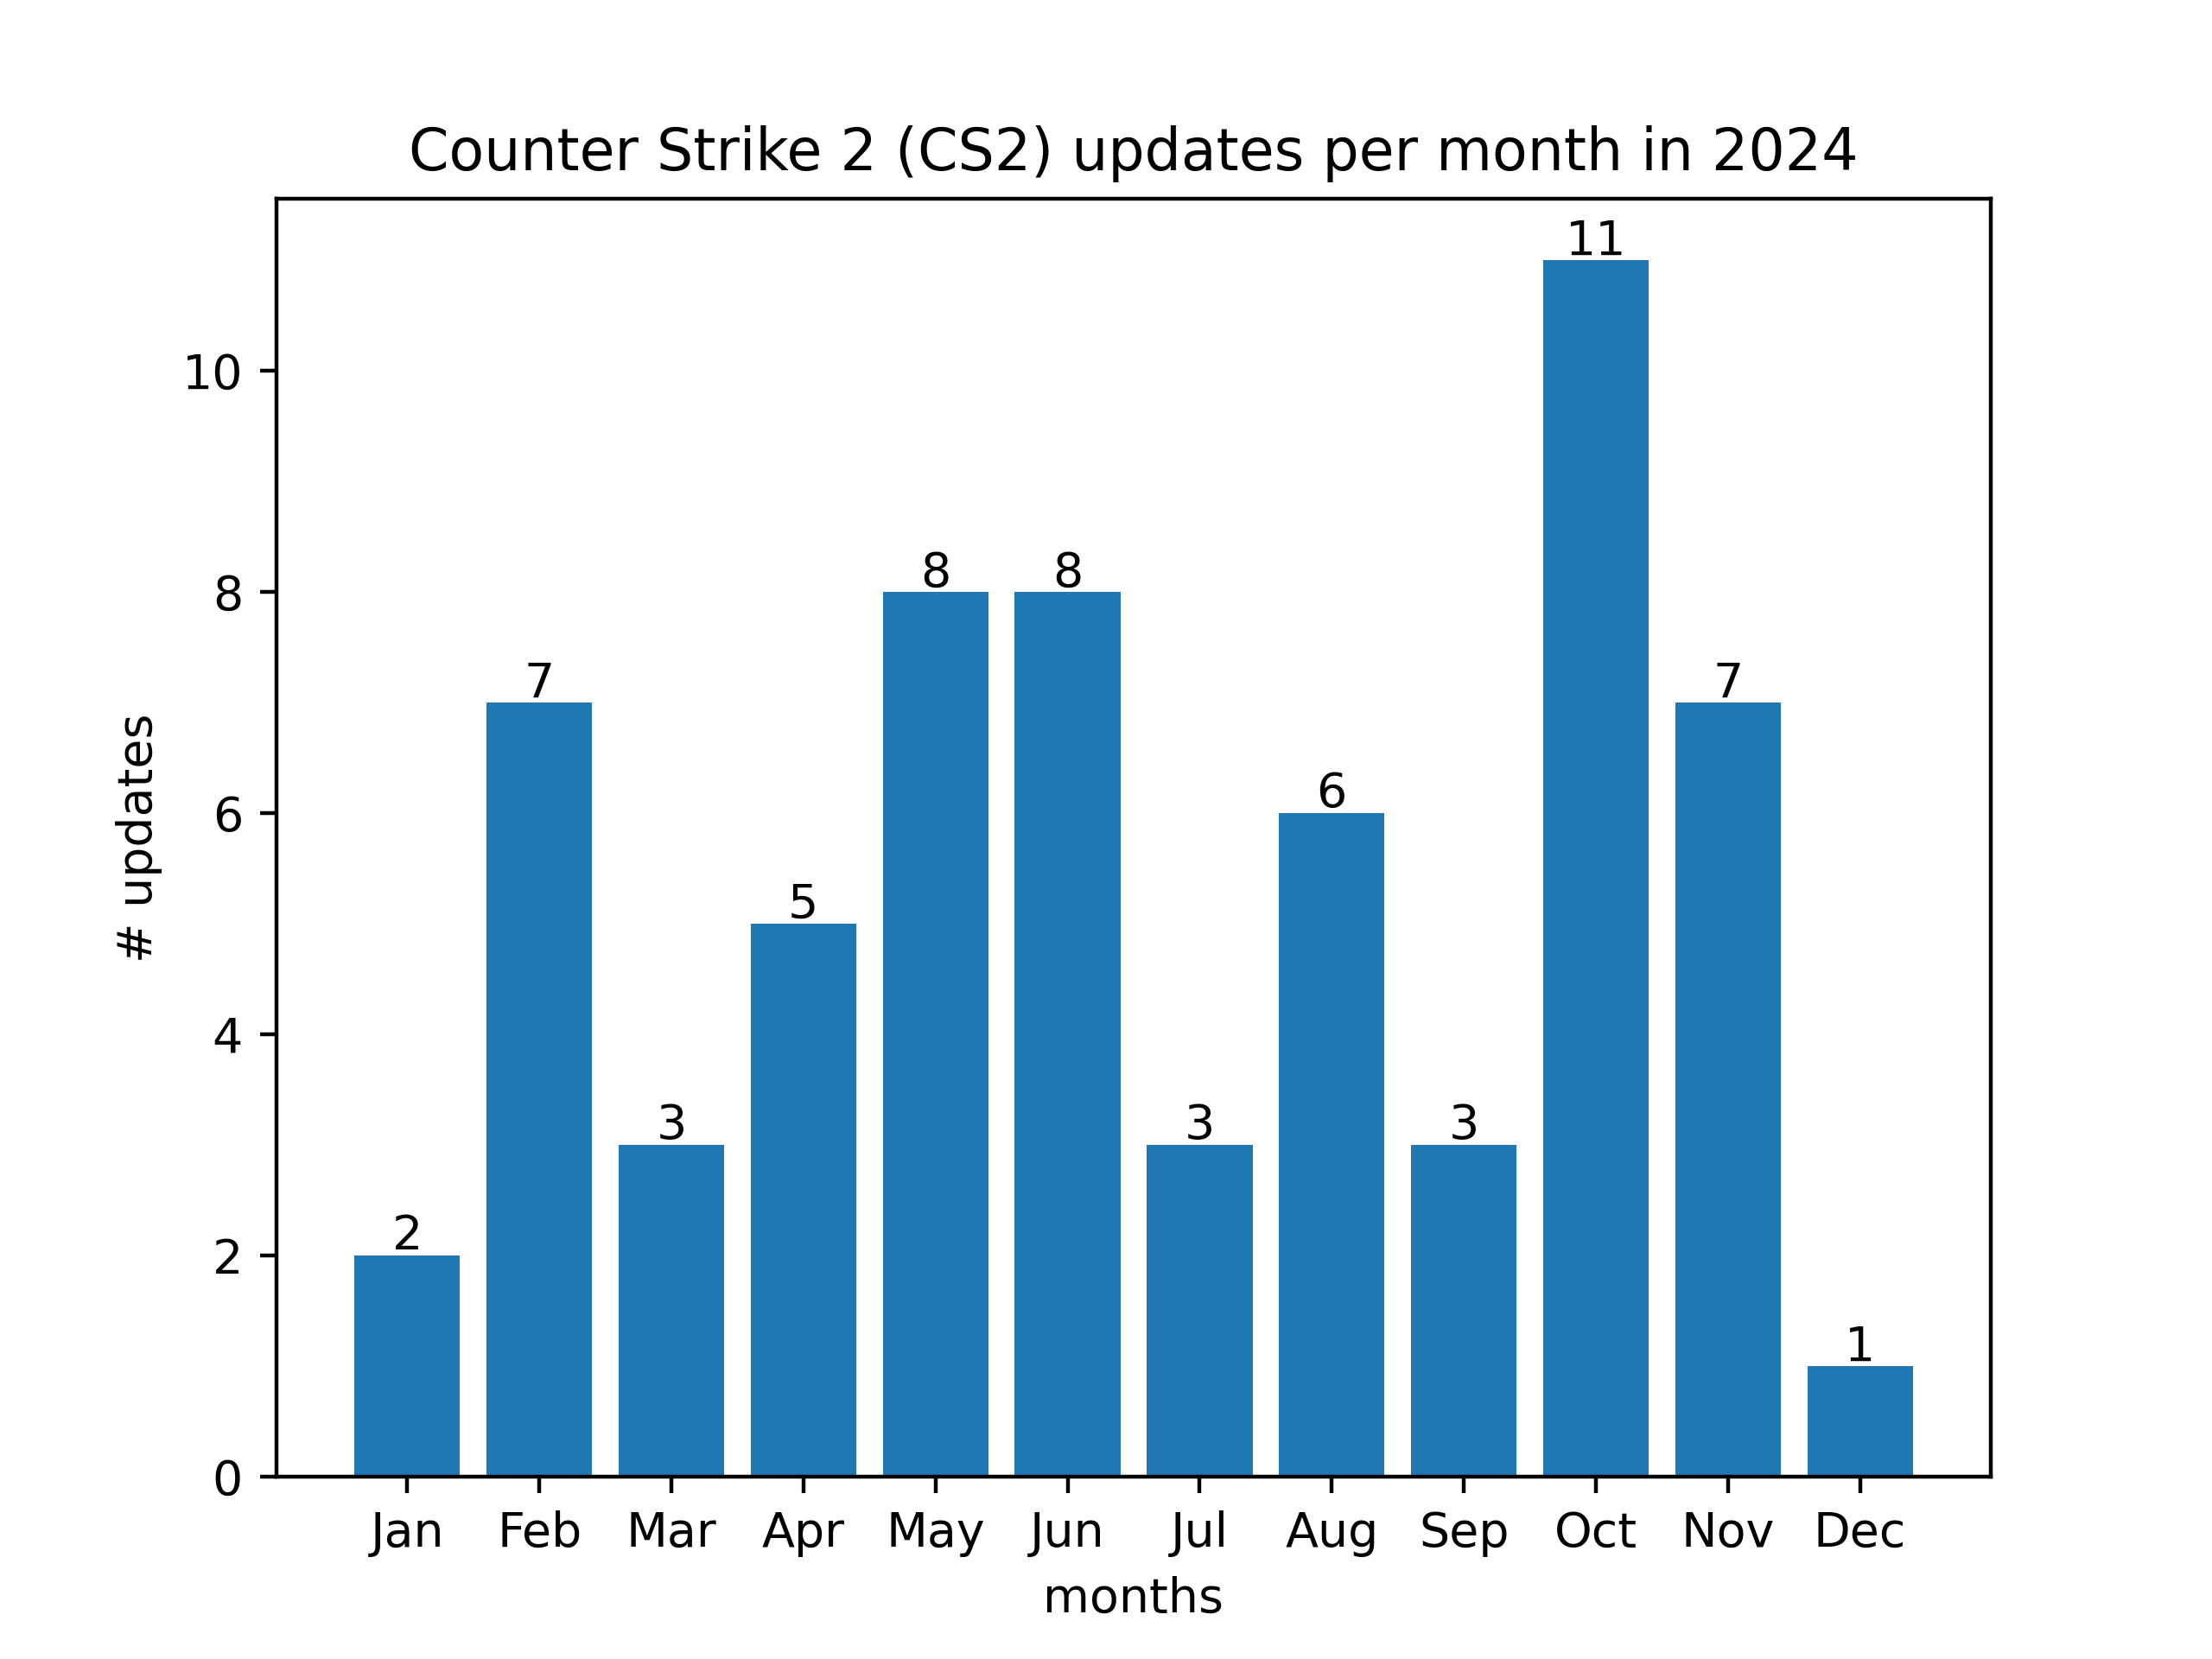 Counter Strike 2 (CS2) updates per month in 2024
11
10
8 8
8
7 7
6
6
5
4
3 3 3
2
2
1
0
# updates
Jan Feb Mar Apr May Jun Jul Aug Sep Oct Nov Dec
months